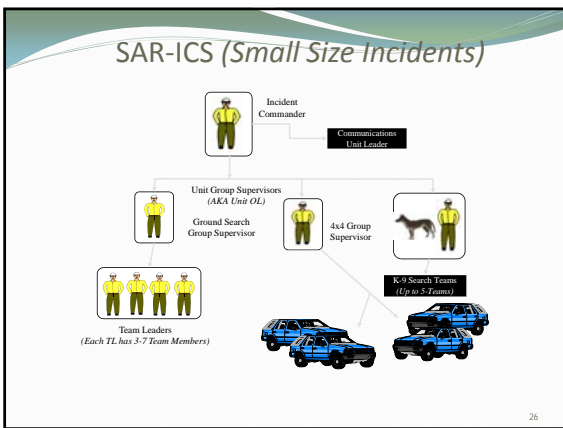 SAR-ICS (Small Size Incidents)
Incident
Commander
Communications
Unit Leader
Unit Group Supervisors
(AKA Unit OL)
Ground Search
Group Supervisor
4x4 Group
Supervisor
K-9 Search Teams
(Up to 5-Teams)
Team Leaders
(Each TL has 3-7 Team Members)
26